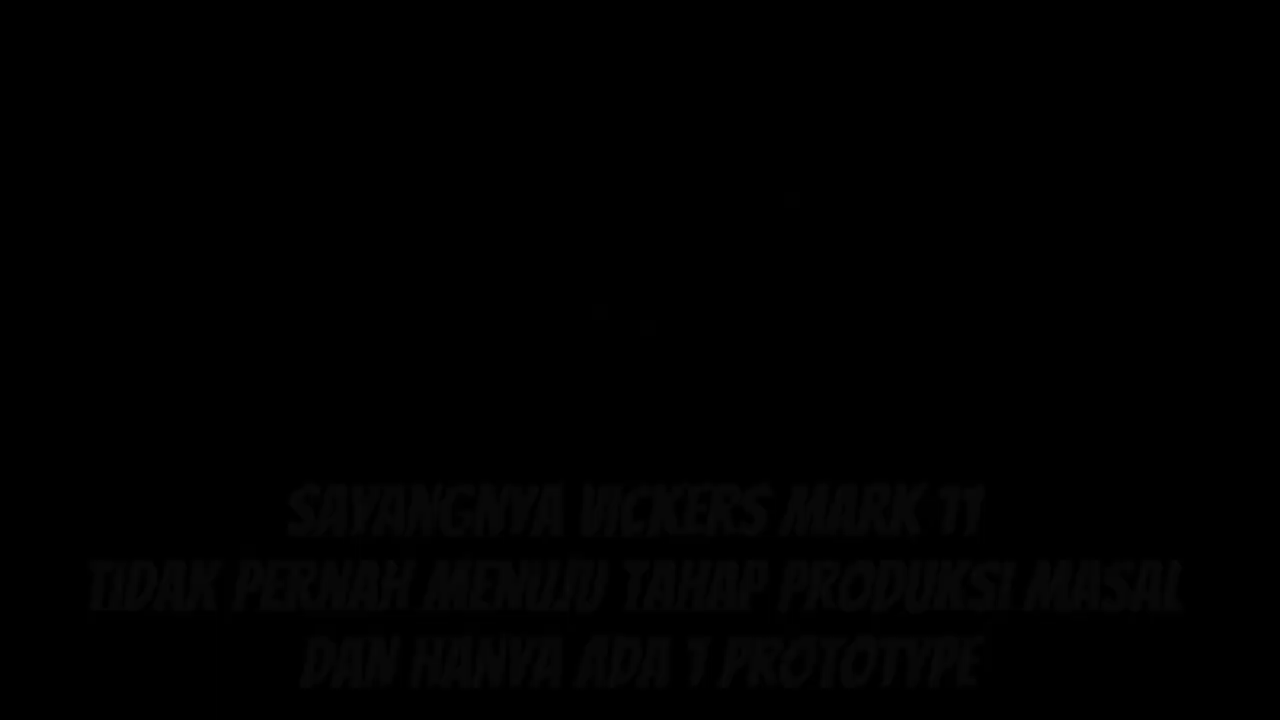 SAYANGNYA VICKERS MARK 11
TIDAK PERNAH MENUJU TAHAP PRODUKSI MASAL
DAN HANYA ADA 1 PROTOTYPE